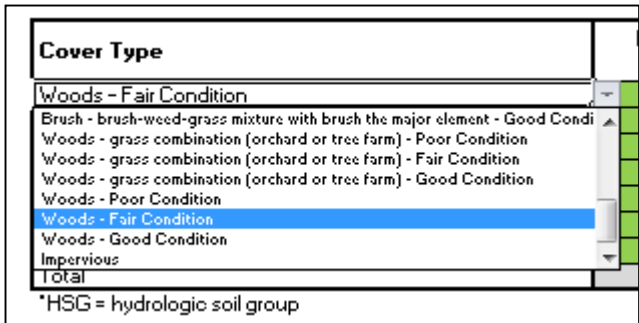 Cover Type
Woods - Fair Condition
Brush - brush-weed-grass mixture with brush the major element - Good Condi
Woods - grass combination (orchard or tree farm) - Poor Condition
Woods - grass combination (orchard or tree farm) - Fair Condition
Woods - grass combination (orchard or tree farm) - Good Condition
Woods - Poor Condition
Woods - Fair Condition
Woods - Good Condition
Impervious
Total
*HSG = hydrologic soil group